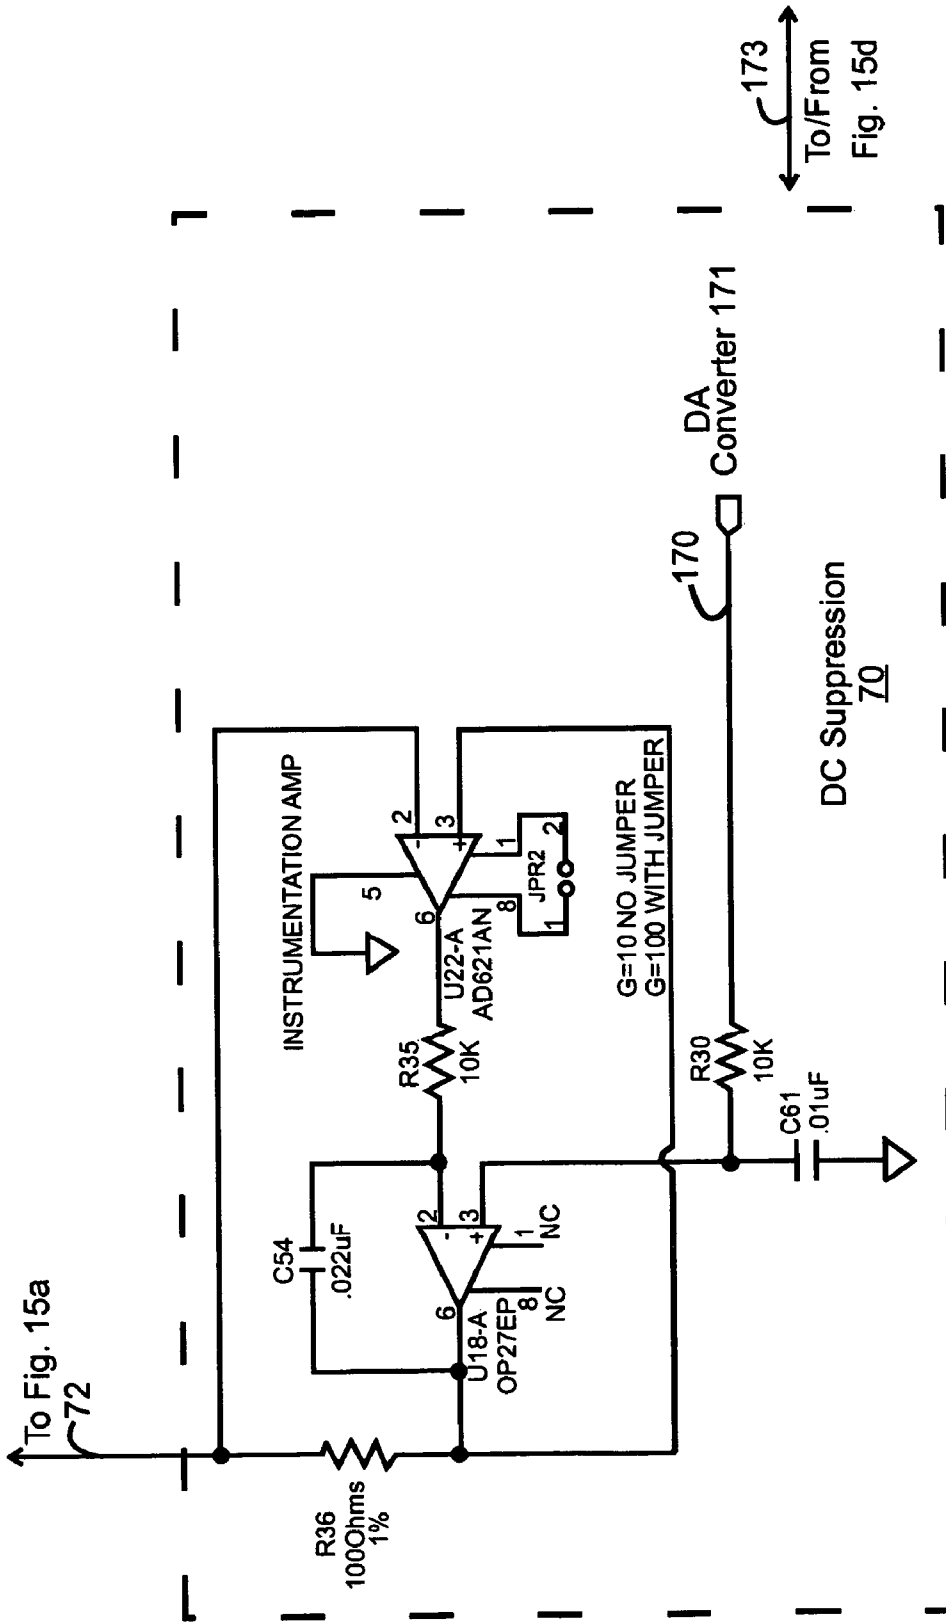 To Fig. 15a
72
R36
100Ohms
1%
C54
.022uF
2
-
3
+
6
1
NC
8
NC
U18-A
OP27EP
R35
10K
INSTRUMENTATION AMP
5
2
-
3
+
6
U22-A
AD621AN
8
1
JPR2
1
2
G=10 NO JUMPER
G=100 WITH JUMPER
R30
10K
C61
.01uF
170
DA
Converter 171
DC Suppression
70
173
To/From
Fig. 15d